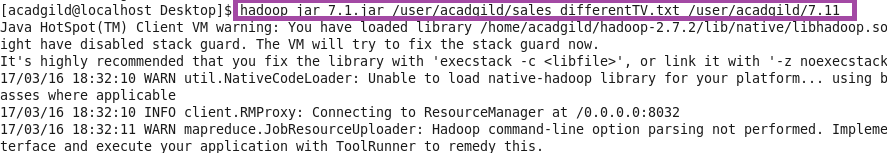 [acadgild@localhost Desktop]$ hadoop jar 7.1.jar /user/acadgild/sales differentTV.txt /user/acadgild/7.11
Java HotSpot(TM) Client VM warning: You have loaded library /home/acadgild/hadoop-2.7.2/lib/native/libhadoop.so
ight have disabled stack guard. The VM will try to fix the stack guard now.
It's highly recommended that you fix the library with 'execstack -c <libfile>', or link it with '-z noexecstack
17/03/16 18:32:10 WARN util.NativeCodeLoader: Unable to load native-hadoop library for your platform... using b
asses where applicable
17/03/16 18:32:10 INFO client.RMProxy: Connecting to ResourceManager at /0.0.0.0:8032
17/03/16 18:32:11 WARN mapreduce.JobResourceUploader: Hadoop command-line option parsing not performed. Impleme
terface and execute your application with ToolRunner to remedy this.